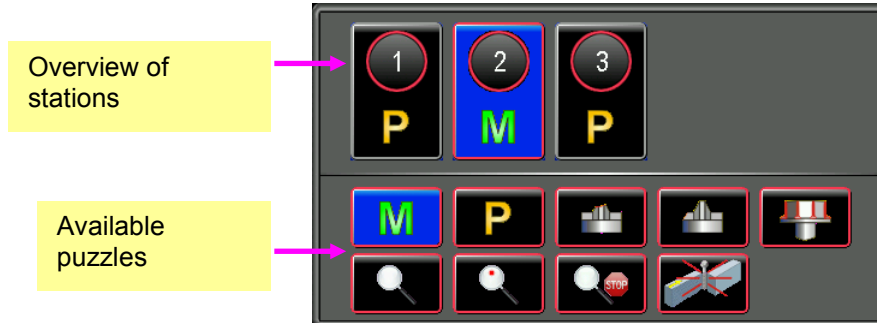 Overview of
stations
1 2 3
P M P
Available
puzzles
M P
STOP